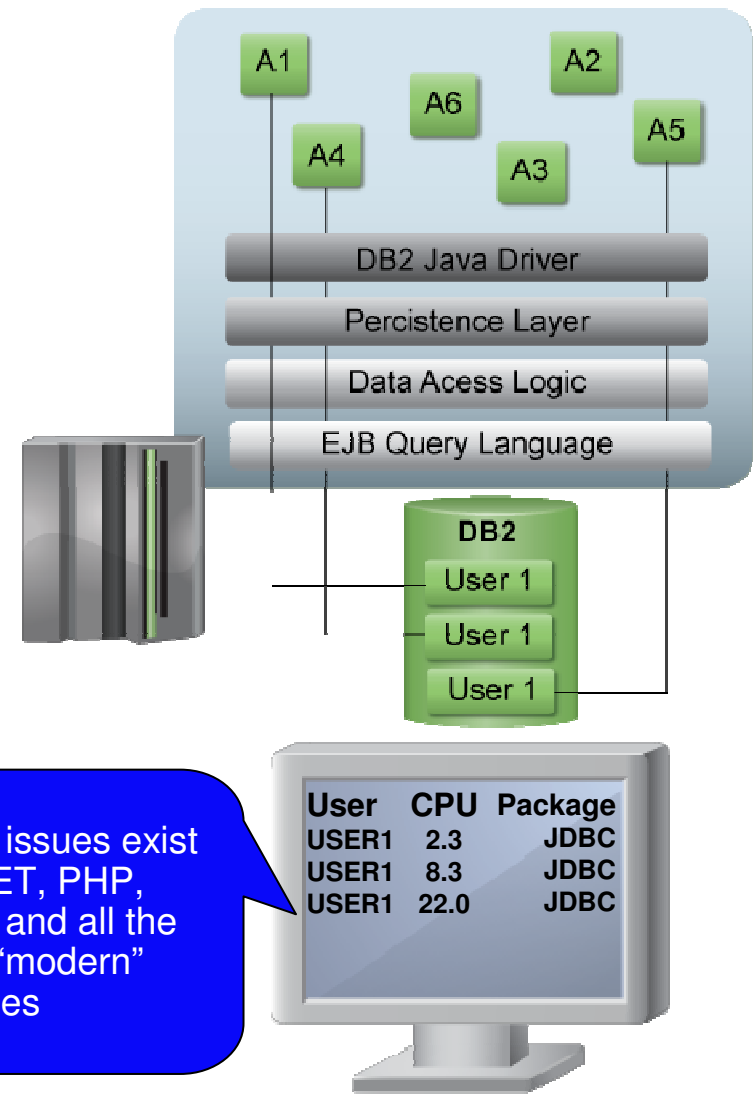 A1
A2
A6
A5
A4
A3
DB2 Java Driver
Percistence Layer
Data Acess Logic
EJB Query Language
DB2
User 1
User 1
User 1
User CPU Package
USER1 2.3 JDBC
USER1 8.3 JDBC
USER1 22.0 JDBC
issues exist
PHP,
and all the
“modern”